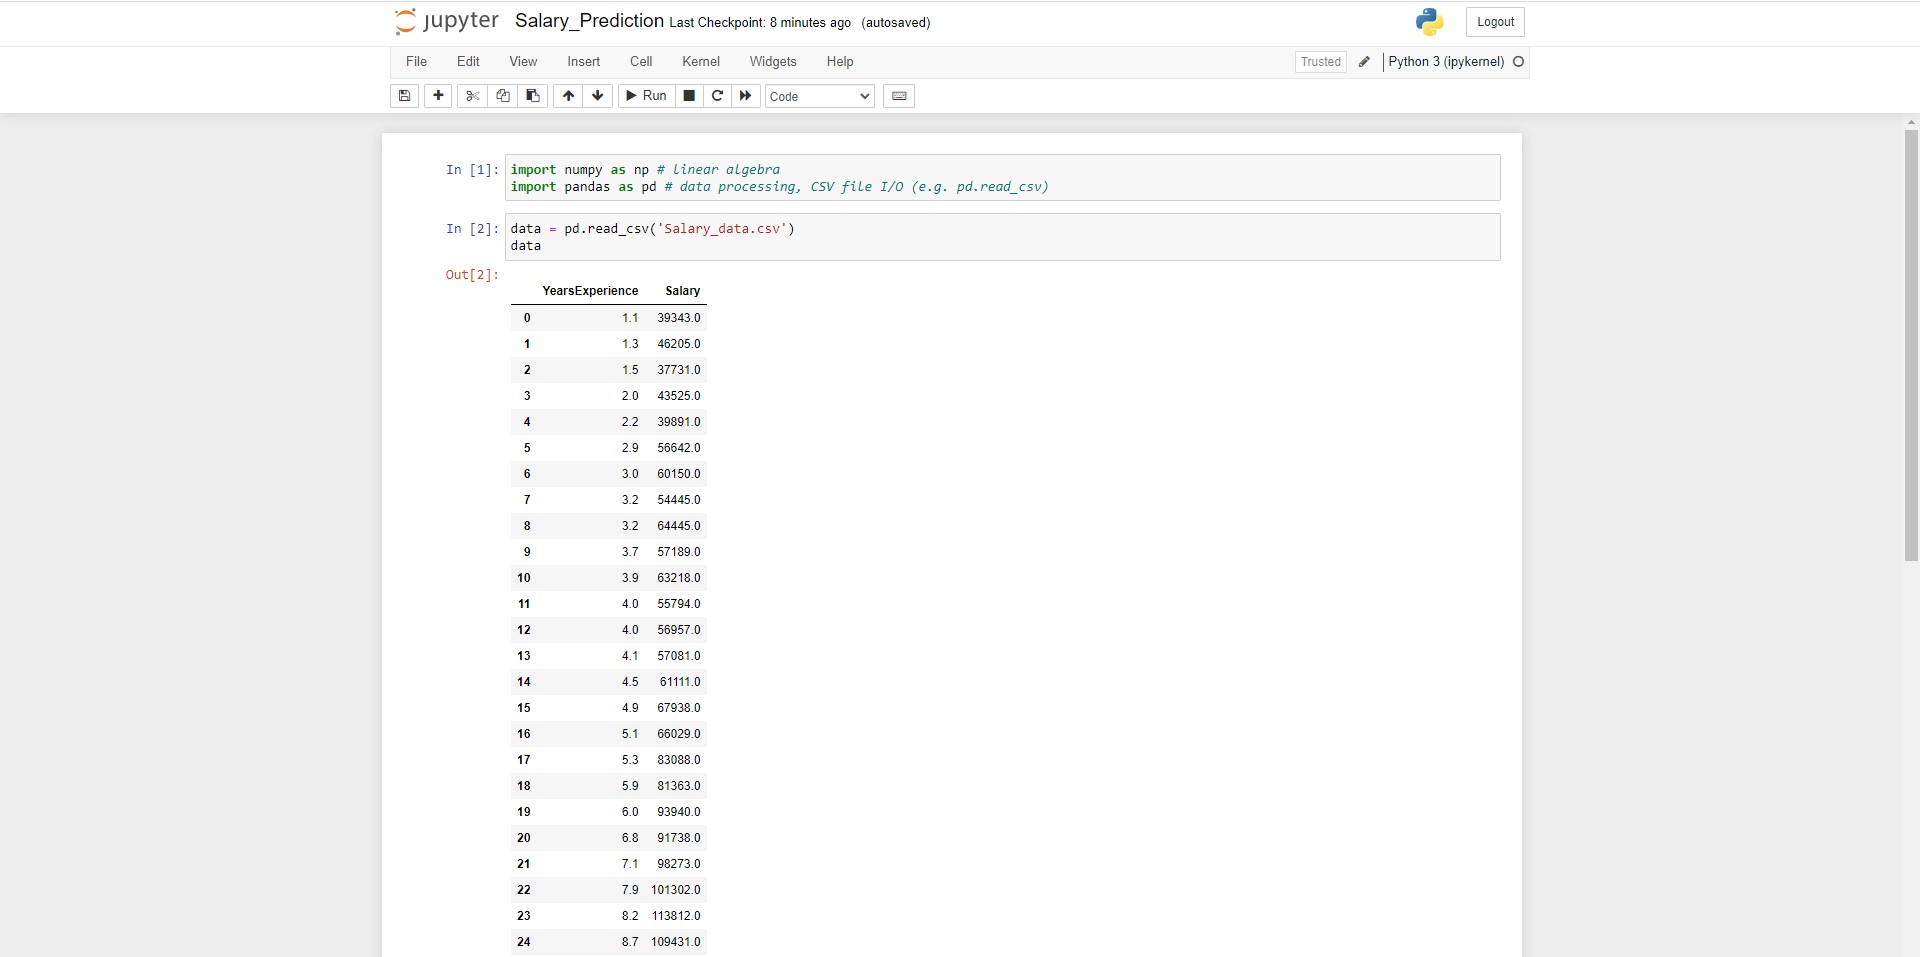 jupyter Salary_Prediction Last Checkpoint: 8 minutes ago (autosaved) Logout
File Edit View Insert Cell Kernel Widgets Help Trusted Python 3 (ipykernel)
Run Code
In [1]: import numpy as np # linear algebra
import pandas as pd # data processing, CSV file I/O (e.g. pd.read_csv)
In [2]: data = pd.read_csv('Salary_data.csv')
data
Out[2]:
YearsExperience Salary
0 1.1 39343.0
1 1.3 46205.0
2 1.5 37731.0
3 2.0 43525.0
4 2.2 39891.0
5 2.9 56642.0
6 3.0 60150.0
7 3.2 54445.0
8 3.2 64445.0
9 3.7 57189.0
10 3.9 63218.0
11 4.0 55794.0
12 4.0 56957.0
13 4.1 57081.0
14 4.5 61111.0
15 4.9 67938.0
16 5.1 66029.0
17 5.3 83088.0
18 5.9 81363.0
19 6.0 93940.0
20 6.8 91738.0
21 7.1 98273.0
22 7.9 101302.0
23 8.2 113812.0
24 8.7 109431.0